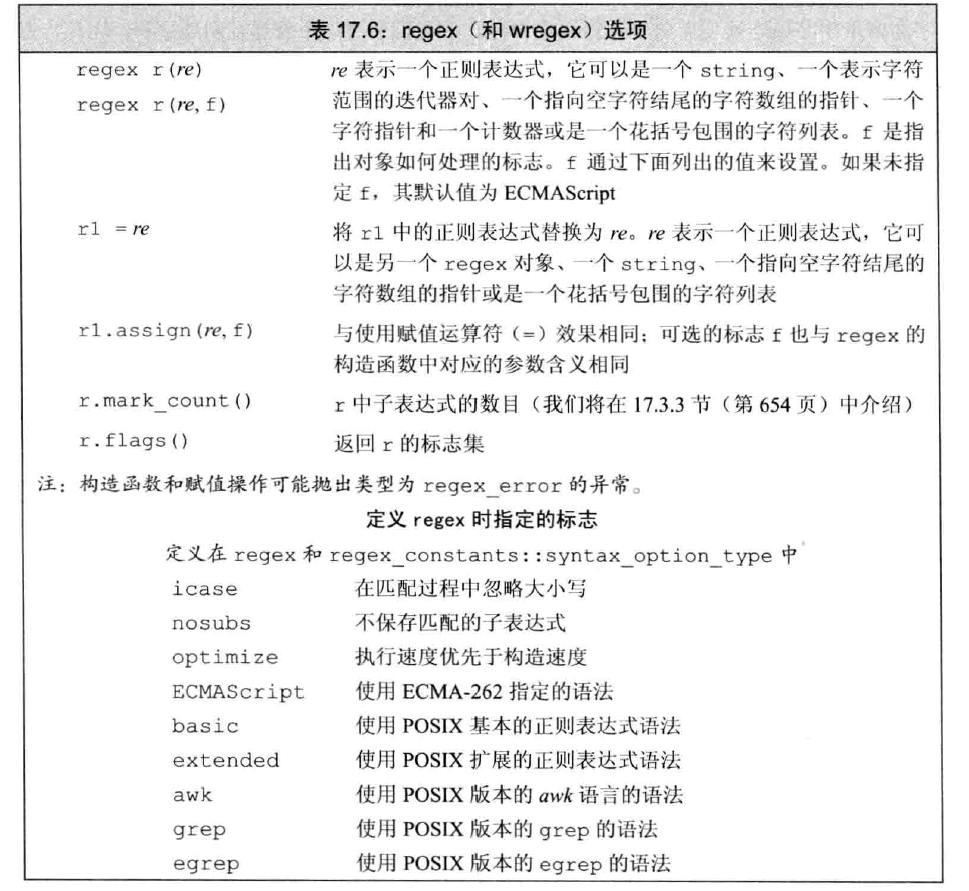 表 17.6：regex（和 wregex）选项
regex r(re)
regex r(re, f)
re 表示一个正则表达式，它可以是一个 string、一个表示字符
范围的迭代器对、一个指向空字符结尾的字符数组的指针、一个
字符指针和一个计数器或是一个花括号包围的字符列表。f 是指
出对象如何处理的标志。f 通过下面列出的值来设置。如果未指
定 f，其默认值为 ECMAScript
r1 = re
将 r1 中的正则表达式替换为 re。re 表示一个正则表达式，它可
以是另一个 regex 对象、一个 string、一个指向空字符结尾的
字符数组的指针或是一个花括号包围的字符列表
r1.assign(re, f)
与使用赋值运算符（=）效果相同；可选的标志 f 也与 regex 的
构造函数中对应的参数含义相同
r.mark_count()
r 中子表达式的数目（我们将在 17.3.3 节（第 654 页）中介绍）
r.flags()
返回 r 的标志集
注：构造函数和赋值操作可能抛出类型为 regex_error 的异常。
定义 regex 时指定的标志
定义在 regex 和 regex_constants::syntax_option_type 中
icase 在匹配过程中忽略大小写
nosubs 不保存匹配的子表达式
optimize 执行速度优先于构造速度
ECMAScript 使用 ECMA-262 指定的语法
basic 使用 POSIX 基本的正则表达式语法
extended 使用 POSIX 扩展的正则表达式语法
awk 使用 POSIX 版本的 awk 语言的语法
grep 使用 POSIX 版本的 grep 的语法
egrep 使用 POSIX 版本的 egrep 的语法